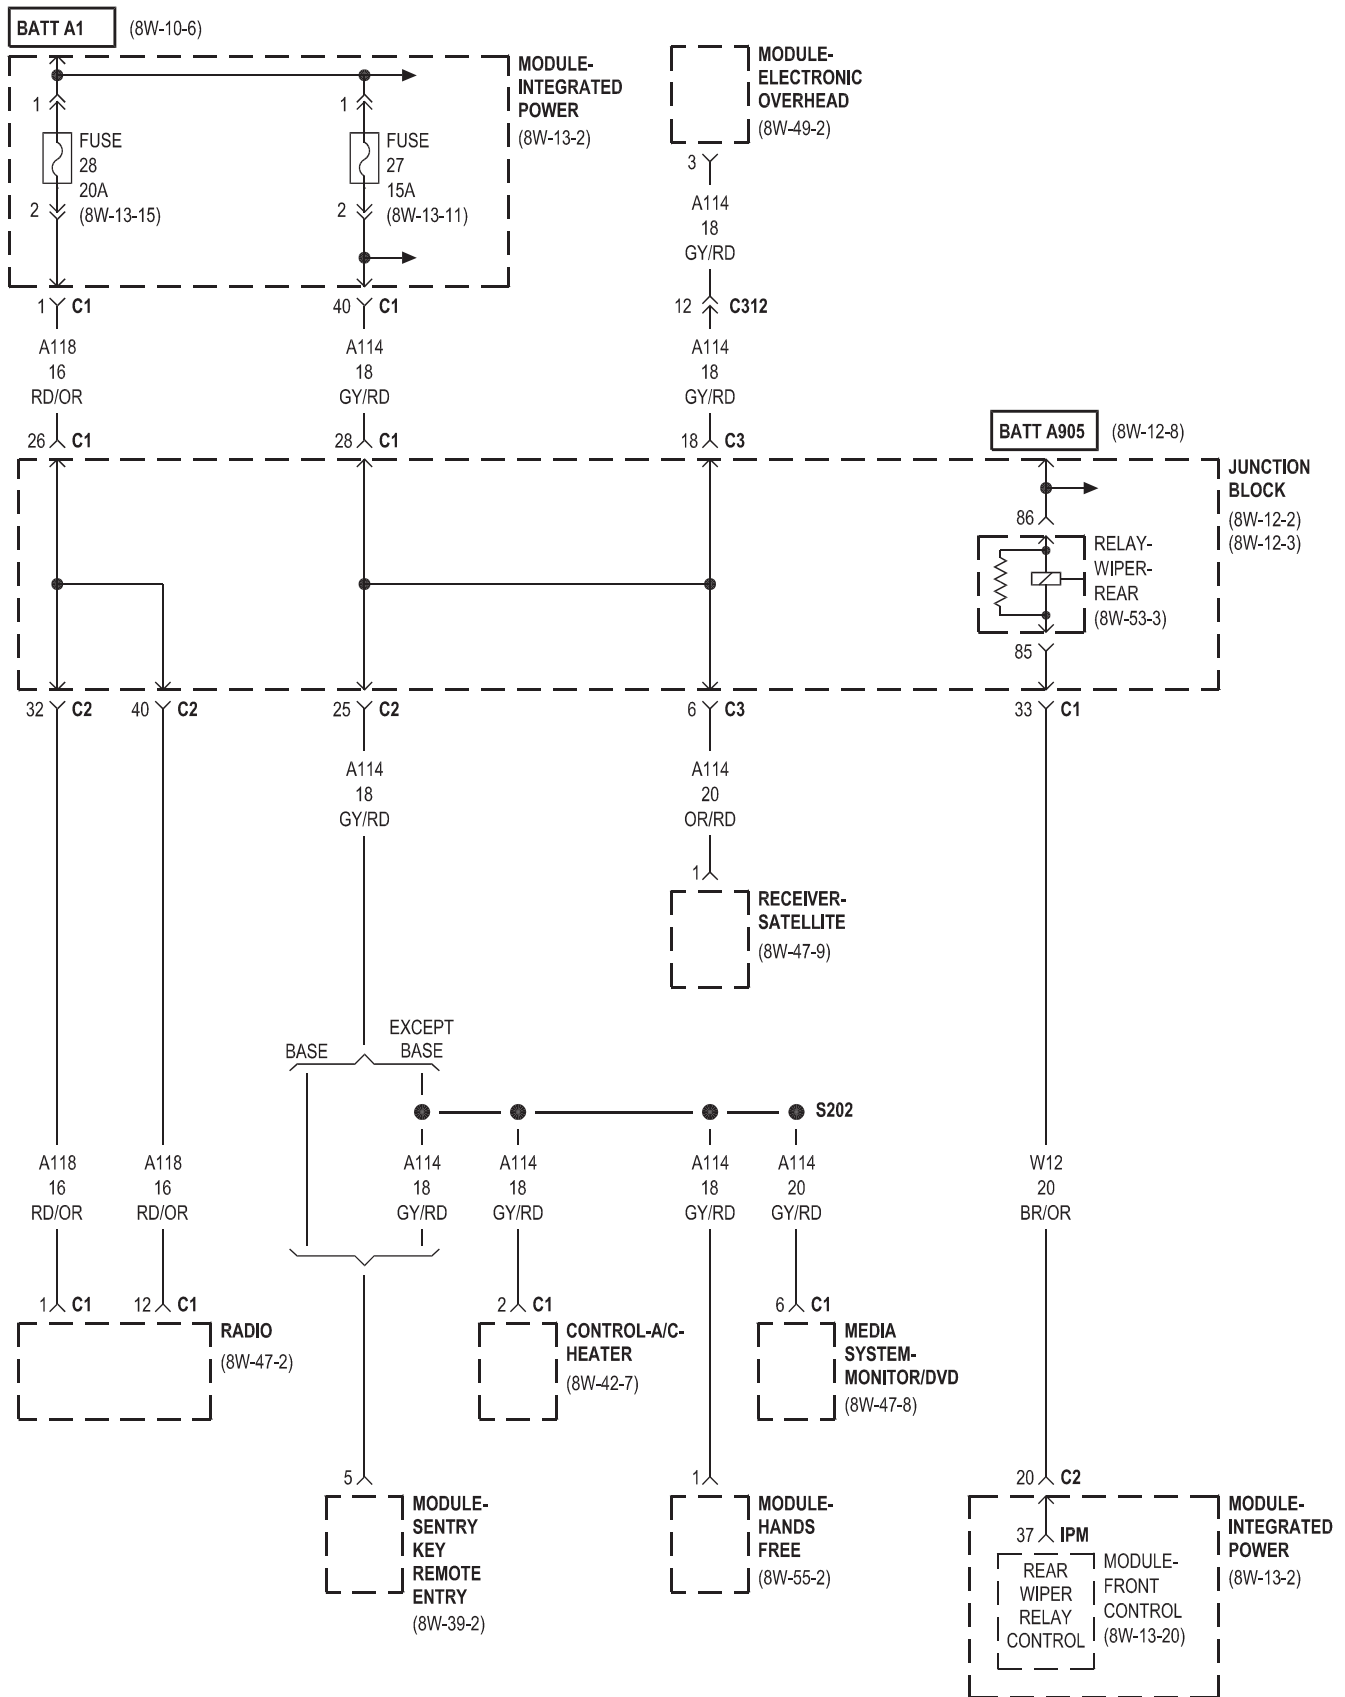 BATT A1 (8W-10-6)
MODULE-
INTEGRATED
POWER
(8W-13-2)
1
FUSE
28
20A
(8W-13-15)
2
1
FUSE
27
15A
(8W-13-11)
2
MODULE-
ELECTRONIC
OVERHEAD
(8W-49-2)
3
A114
18
GY/RD
1 C1
40 C1
12 C312
A118
16
RD/OR
A114
18
GY/RD
A114
18
GY/RD
26 C1
28 C1
18 C3
BATT A905 (8W-12-8)
JUNCTION
BLOCK
(8W-12-2)
(8W-12-3)
86
RELAY-
WIPER-
REAR
(8W-53-3)
85
32 C2
40 C2
25 C2
6 C3
33 C1
A114
18
GY/RD
A114
20
OR/RD
1
RECEIVER-
SATELLITE
(8W-47-9)
BASE
EXCEPT
BASE
S202
A118
16
RD/OR
A118
16
RD/OR
A114
18
GY/RD
A114
18
GY/RD
A114
18
GY/RD
A114
20
GY/RD
W12
20
BR/OR
1 C1
12 C1
RADIO
(8W-47-2)
2 C1
CONTROL-A/C-
HEATER
(8W-42-7)
6 C1
MEDIA
SYSTEM-
MONITOR/DVD
(8W-47-8)
5
MODULE-
SENTRY
KEY
REMOTE
ENTRY
(8W-39-2)
1
MODULE-
HANDS
FREE
(8W-55-2)
20 C2
37 IPM
REAR
WIPER
RELAY
CONTROL
MODULE-
FRONT
CONTROL
(8W-13-20)
MODULE-
INTEGRATED
POWER
(8W-13-2)